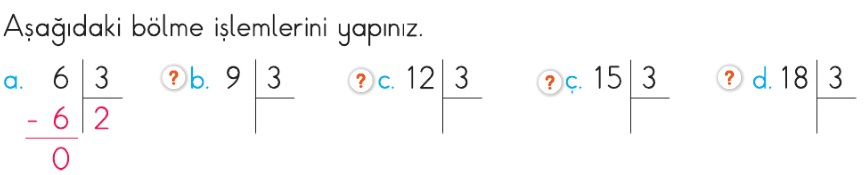 Aşağıdaki bölme işlemlerini yapınız.
a. 6 3 ? b. 9 3 ? c. 12 3 ? ç. 15 3 ? d. 18 3
- 6 2
0